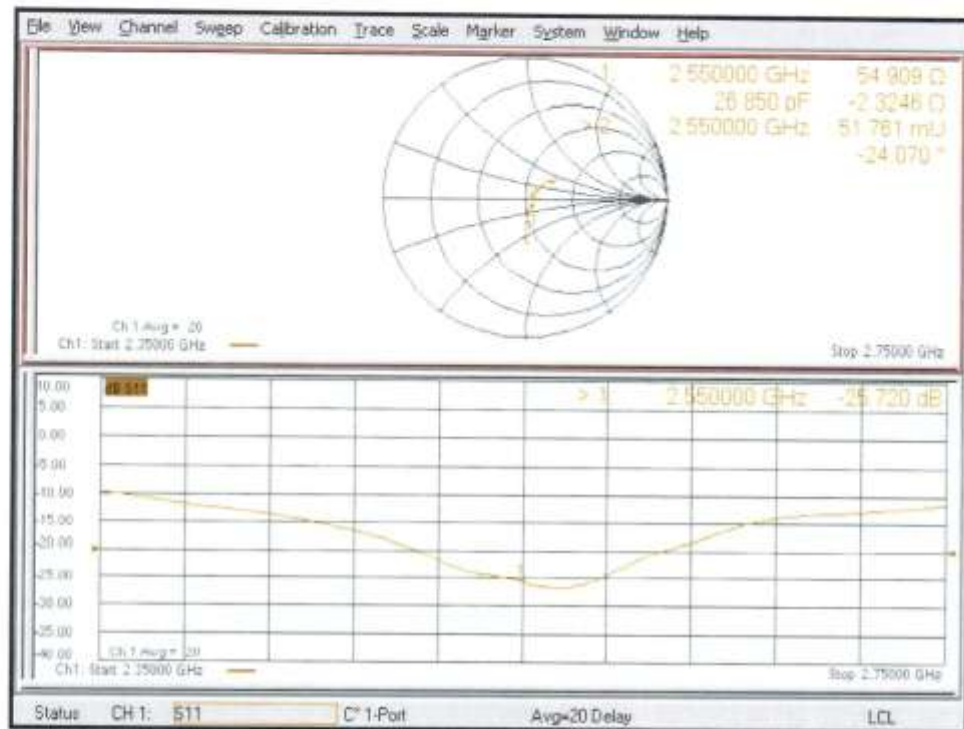 File View Channel Sweep Calibration Trace Scale Marker System Window Help
1: 2.550000 GHz 54.909 Ω
26.850 pF -2.3246 Ω
> 2: 2.550000 GHz 51.761 mU
-24.070 °
Ch 1 Avg = 20
Ch1: Start 2.35000 GHz
Stop 2.75000 GHz
10.00
dB S11
> 1: 2.550000 GHz -25.720 dB
5.00
0.00
-5.00
-10.00
-15.00
-20.00
-25.00
-30.00
-35.00
-40.00
Ch 1 Avg = 20
Ch1: Start 2.35000 GHz
Stop 2.75000 GHz
Status CH 1: S11 C* 1-Port Avg=20 Delay LCL